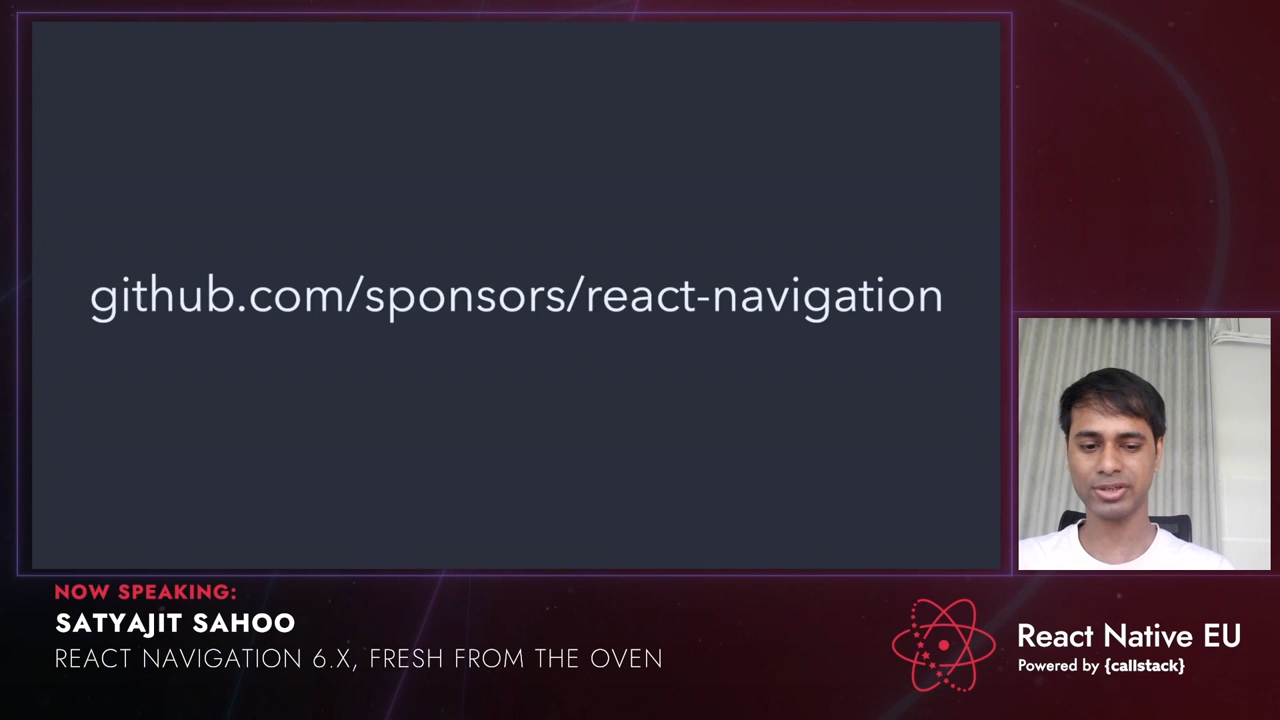 github.com/sponsors/react-navigation
NOW SPEAKING:
SATYAJIT SAHOO
REACT NAVIGATION 6.X, FRESH FROM THE OVEN
React Native EU
Powered by {callstack}